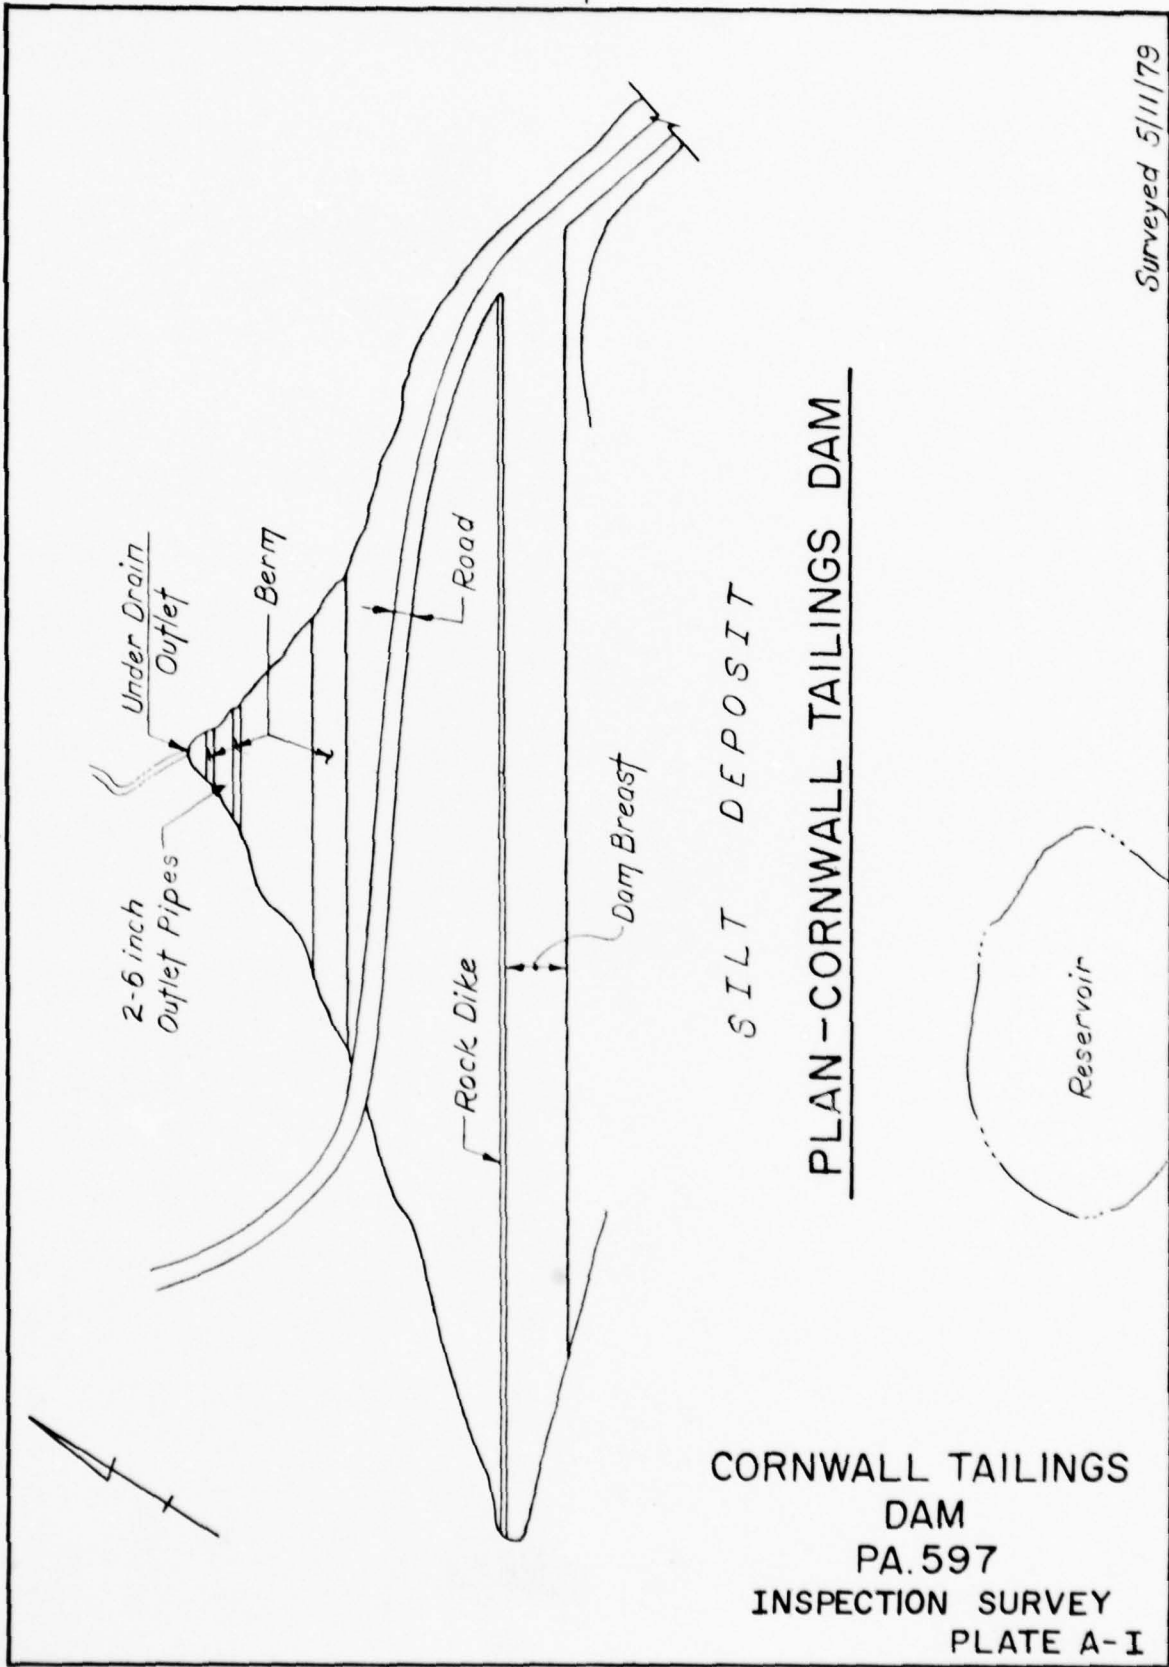 Surveyed 5/11/79
Under Drain
Outlet
Berm
Road
2-6 inch
Outlet Pipes
Rock Dike
Dam Breast
SILT DEPOSIT
PLAN-CORNWALL TAILINGS DAM
Reservoir
CORNWALL TAILINGS
DAM
PA.597
INSPECTION SURVEY
PLATE A-I